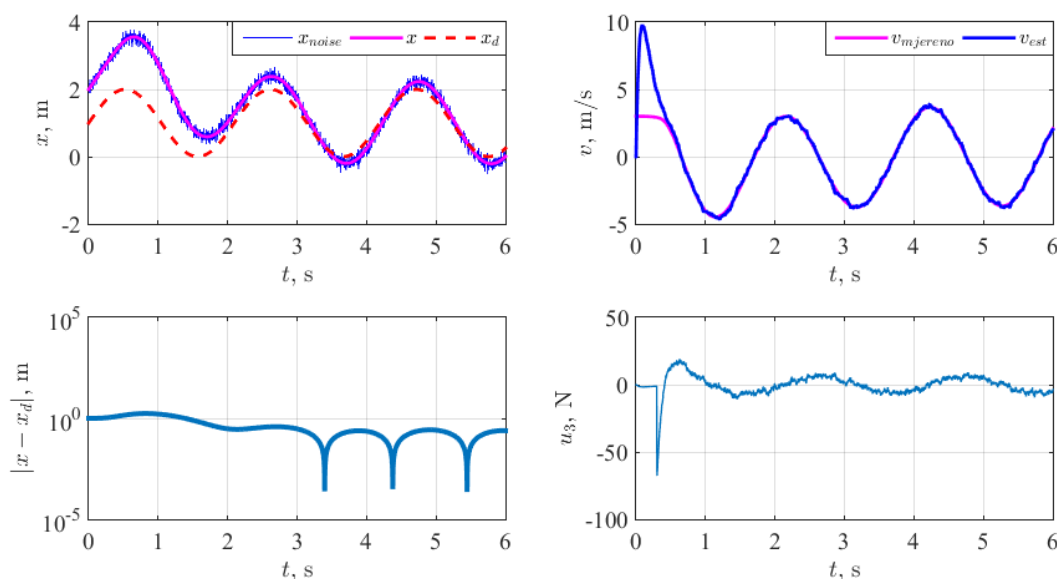 4
2
0
-2
x, m
x_noise x x_d
0 1 2 3 4 5 6
t, s
10
5
0
-5
v, m/s
v_mjereno v_est
0 1 2 3 4 5 6
t, s
10^5
10^0
10^-5
|x − x_d|, m
0 1 2 3 4 5 6
t, s
50
0
-50
-100
u_3, N
0 1 2 3 4 5 6
t, s